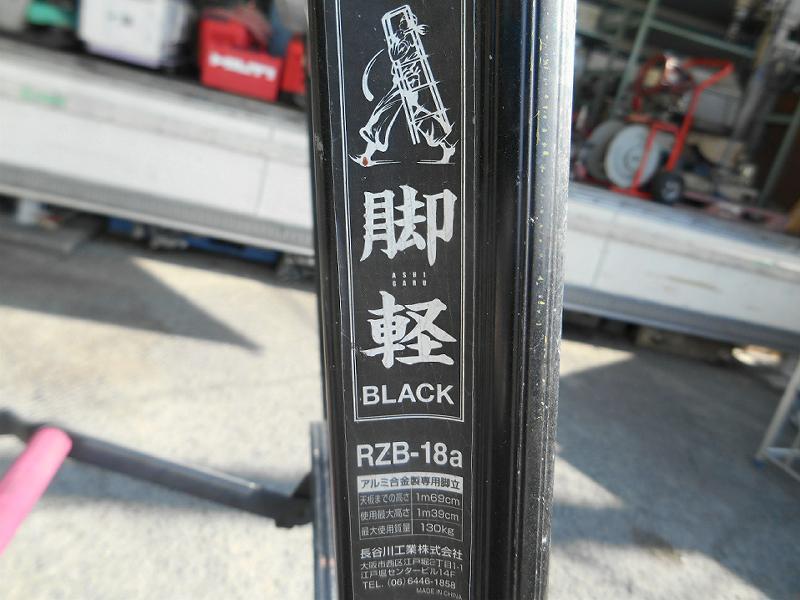 HILTI
脚
ASHI
GARU
軽
BLACK
RZB-18a
アルミ合金製専用脚立
天板までの高さ 1m69cm
使用最大高さ 1m39cm
最大使用質量 130kg
長谷川工業株式会社
大阪市西区江戸堀2丁目1-1
江戸堀センタービル14F
TEL. (06) 6446-1858
MADE IN CHINA